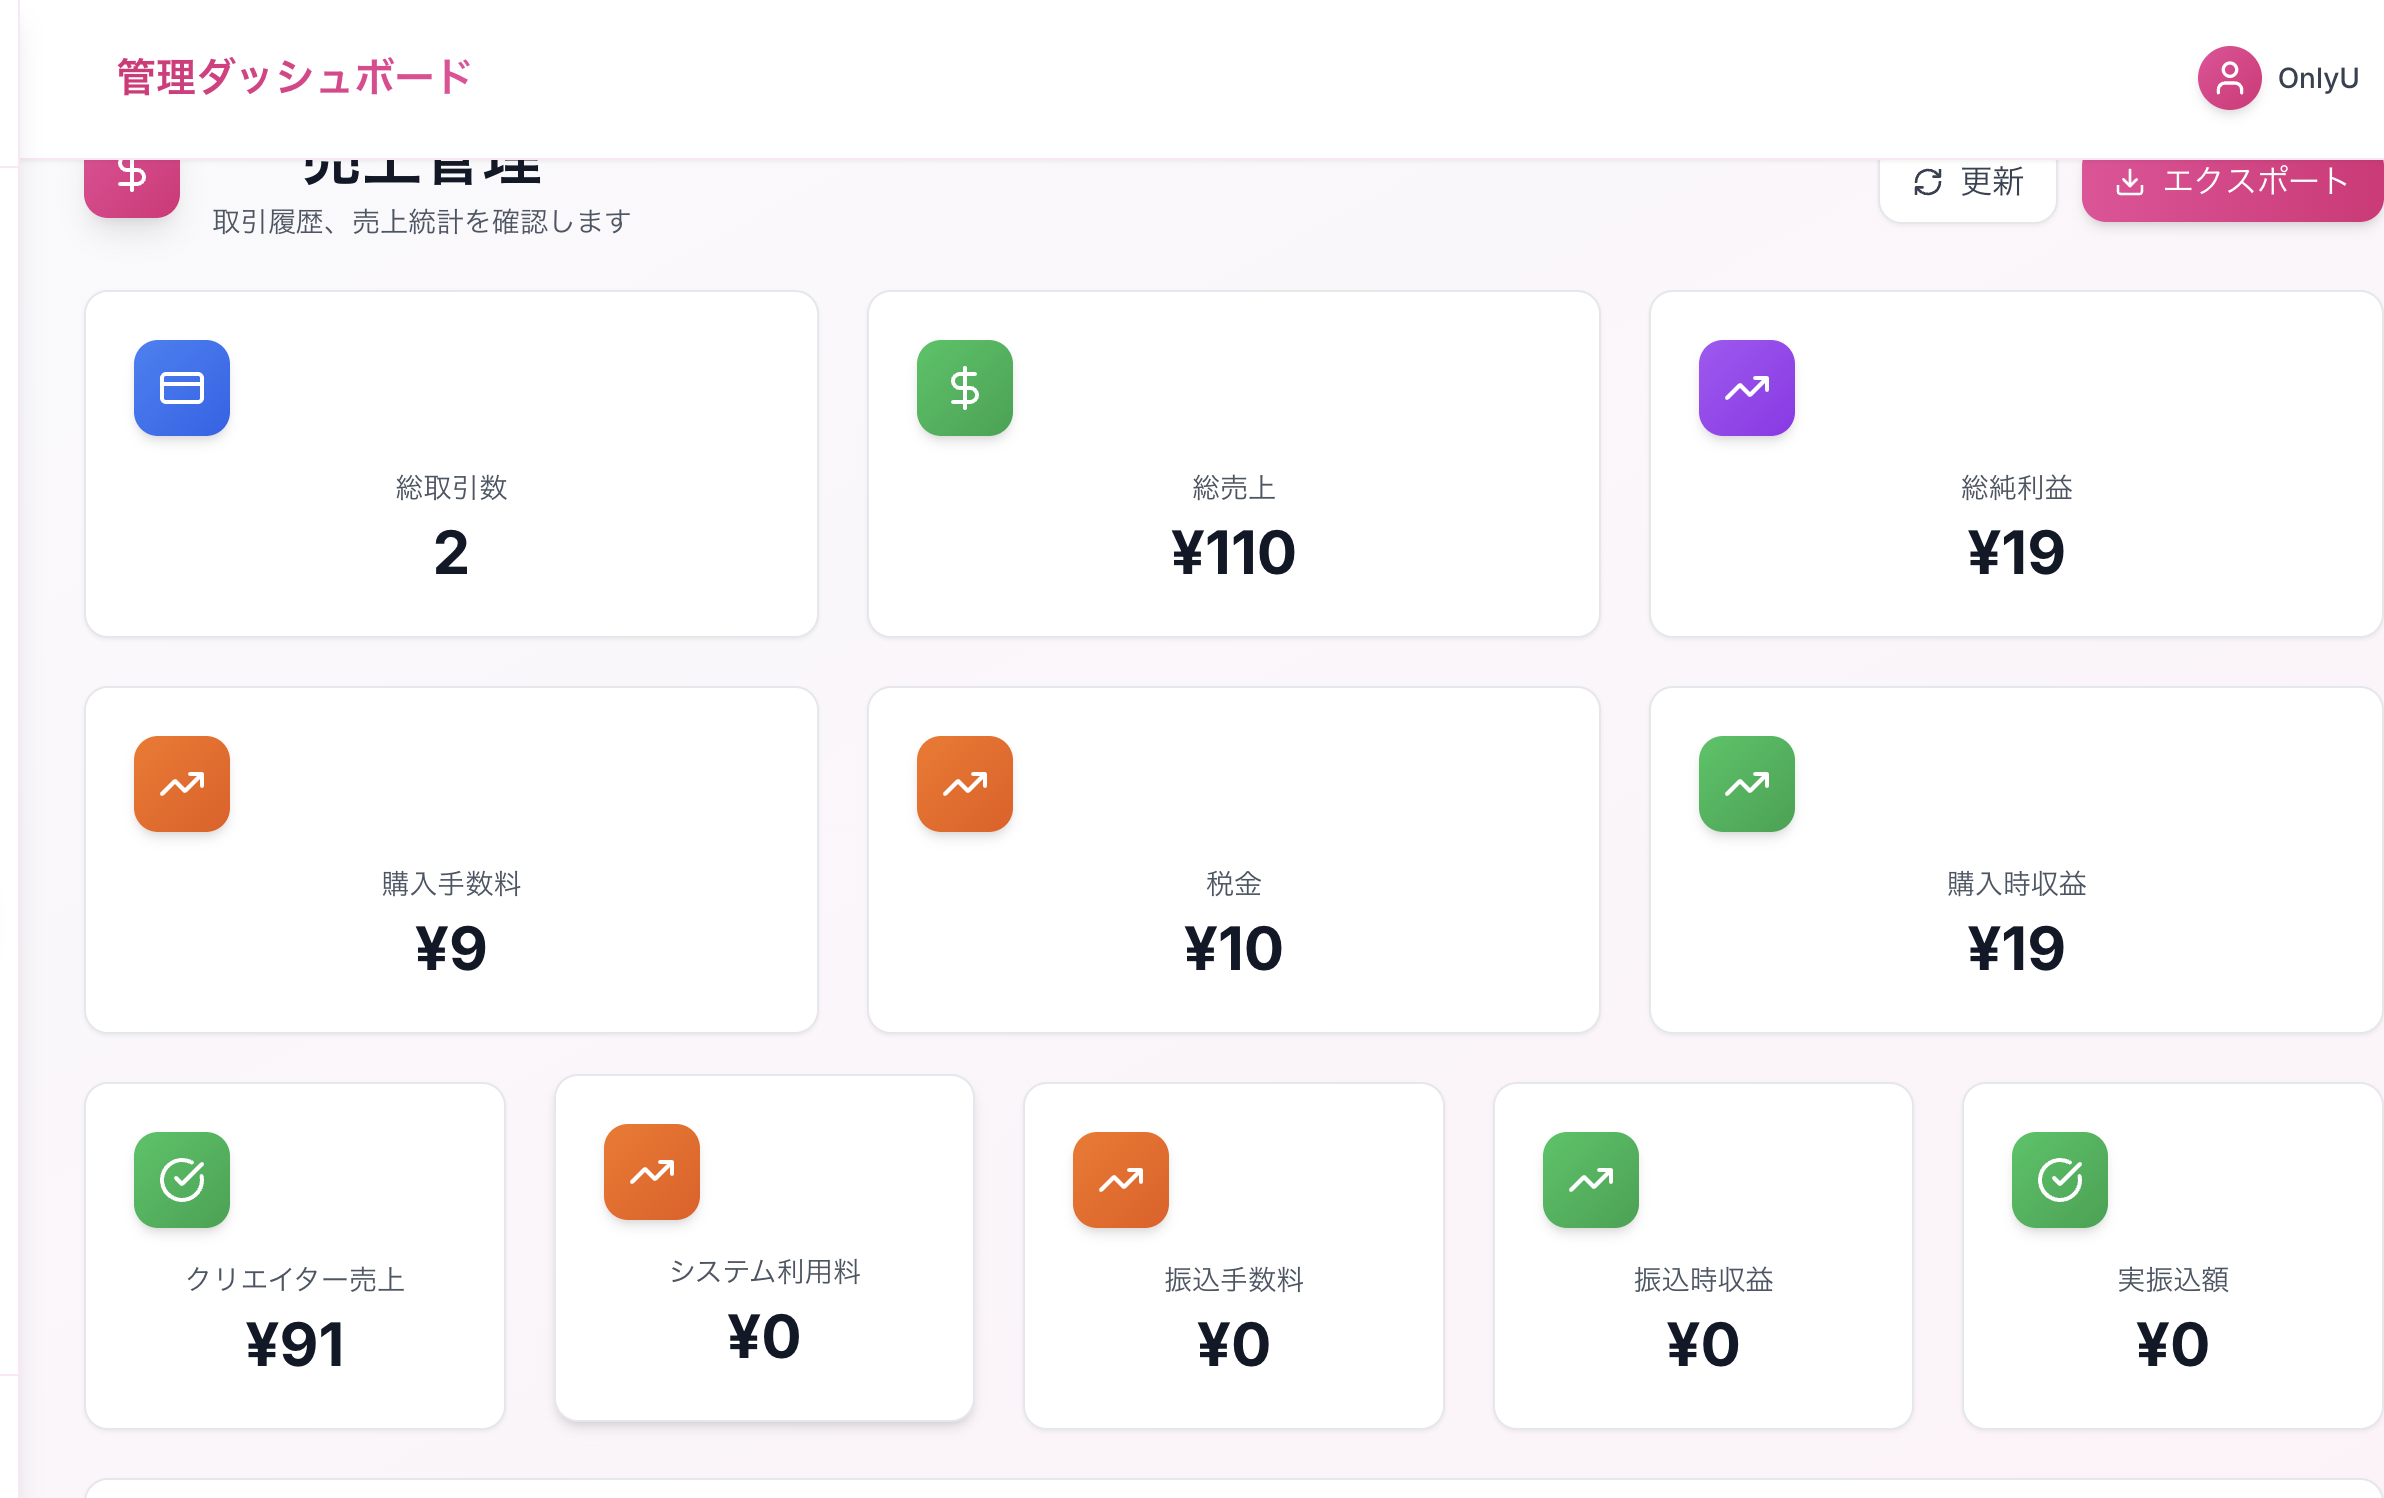 管理ダッシュボード
OnlyU
売上管理
更新
エクスポート
取引履歴、売上統計を確認します
総取引数
2
総売上
¥110
総純利益
¥19
購入手数料
¥9
税金
¥10
購入時収益
¥19
クリエイター売上
¥91
システム利用料
¥0
振込手数料
¥0
振込時収益
¥0
実振込額
¥0